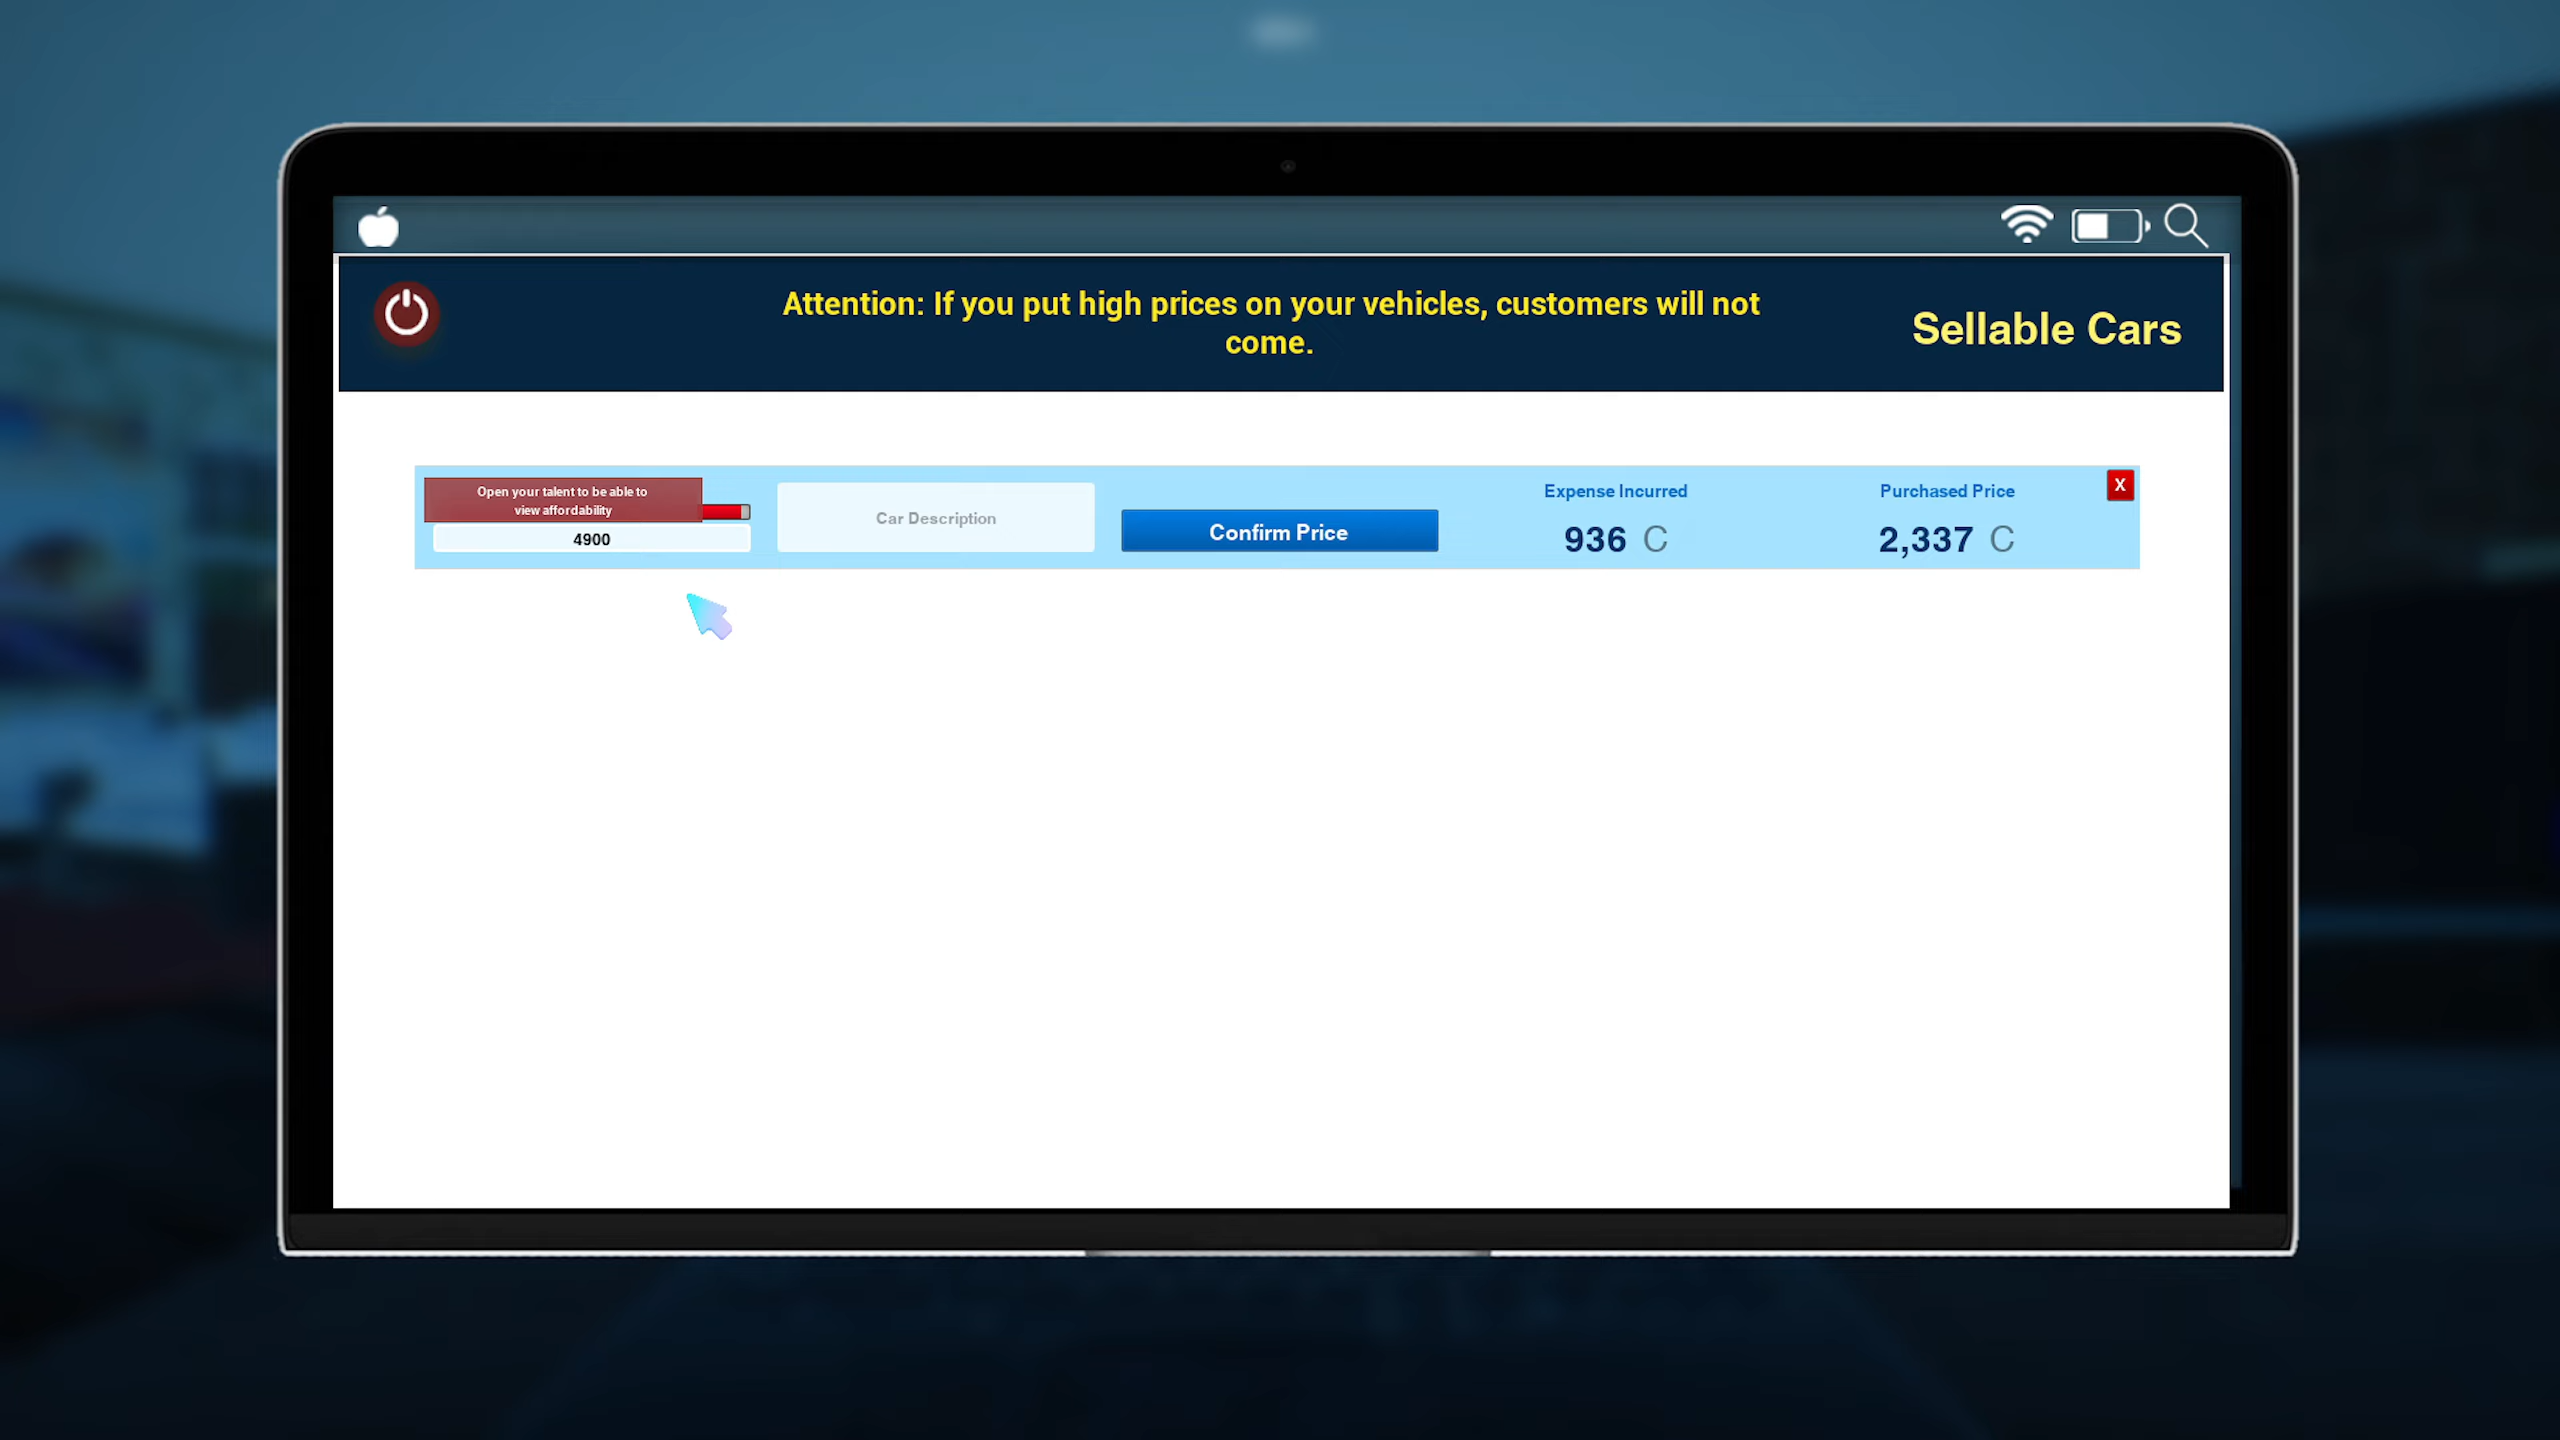 Attention: If you put high prices on your vehicles, customers will not
come.
Sellable Cars
Open your talent to be able to
view affordability
4900
Car Description
Confirm Price
Expense Incurred
936 C
Purchased Price
2,337 C
X